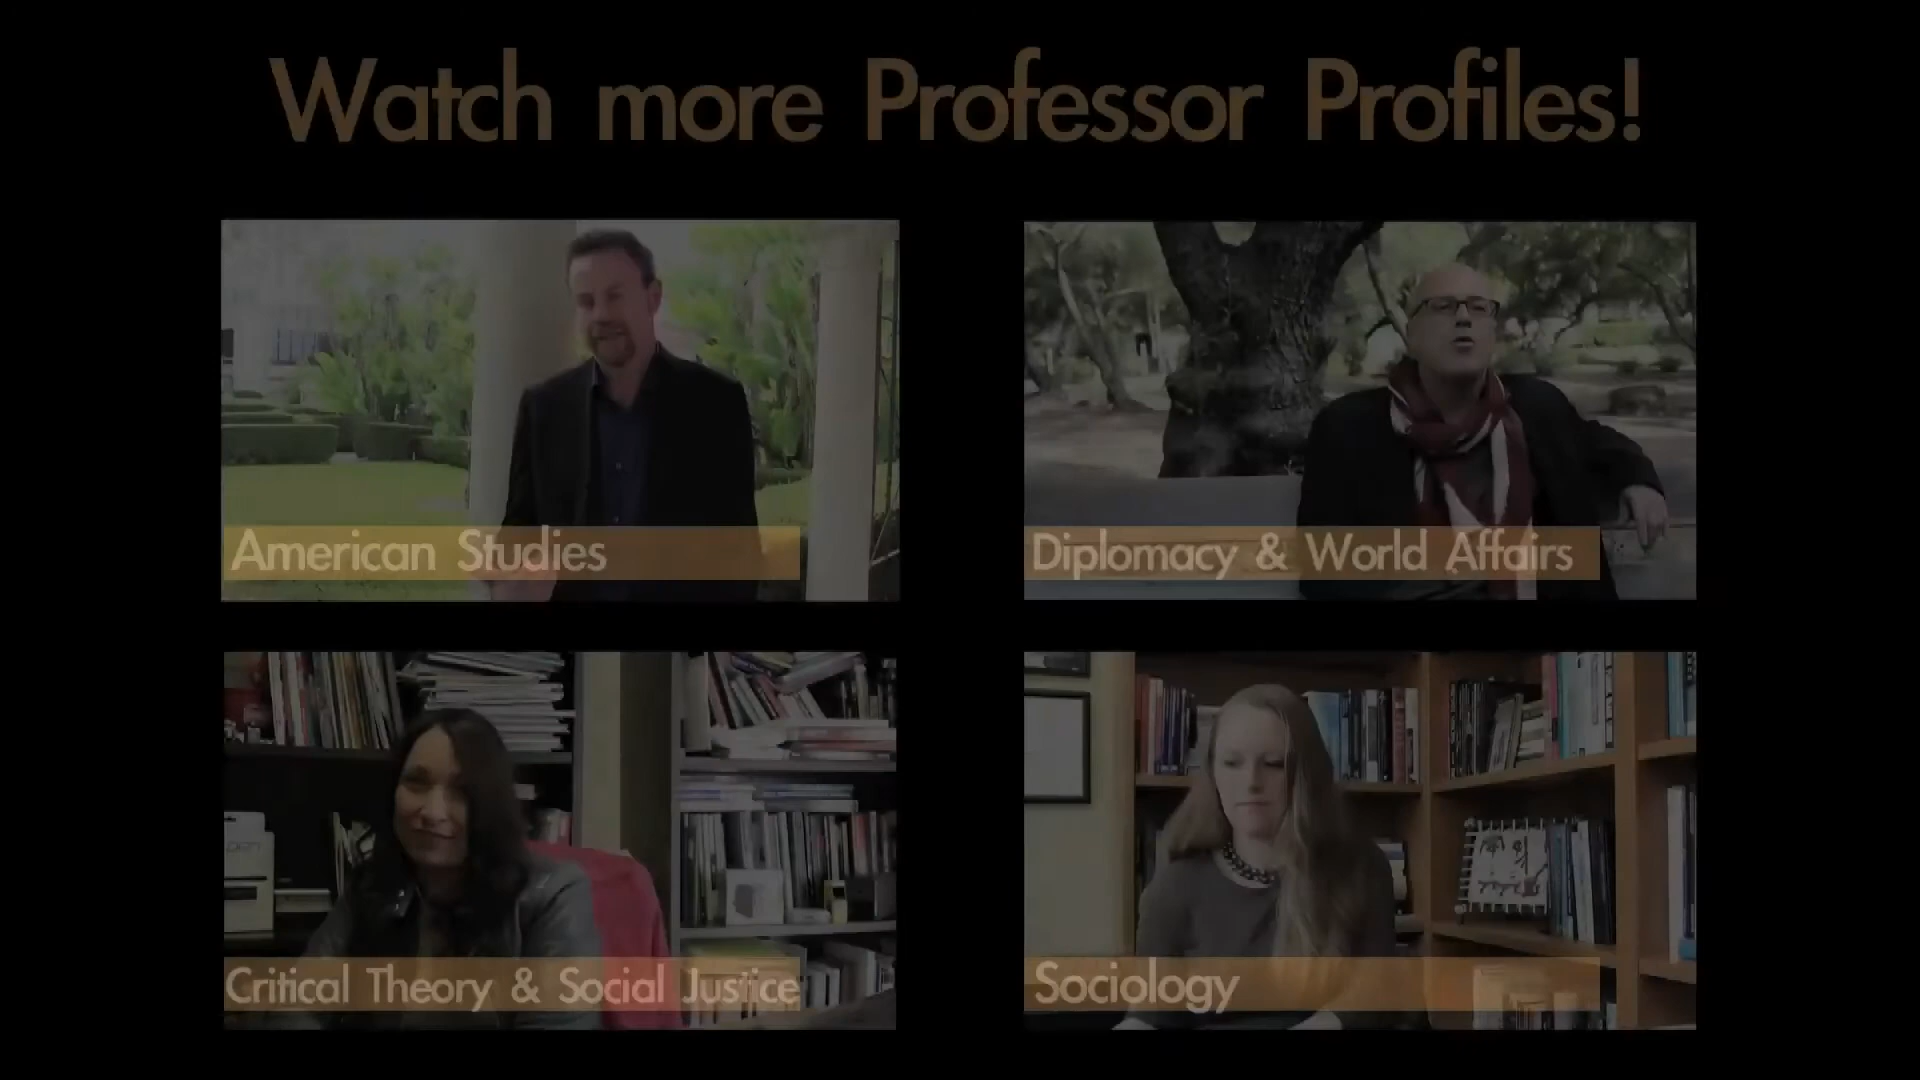 Watch more Professor Profiles!
American Studies
Diplomacy & World Affairs
Critical Theory & Social Justice
Sociology